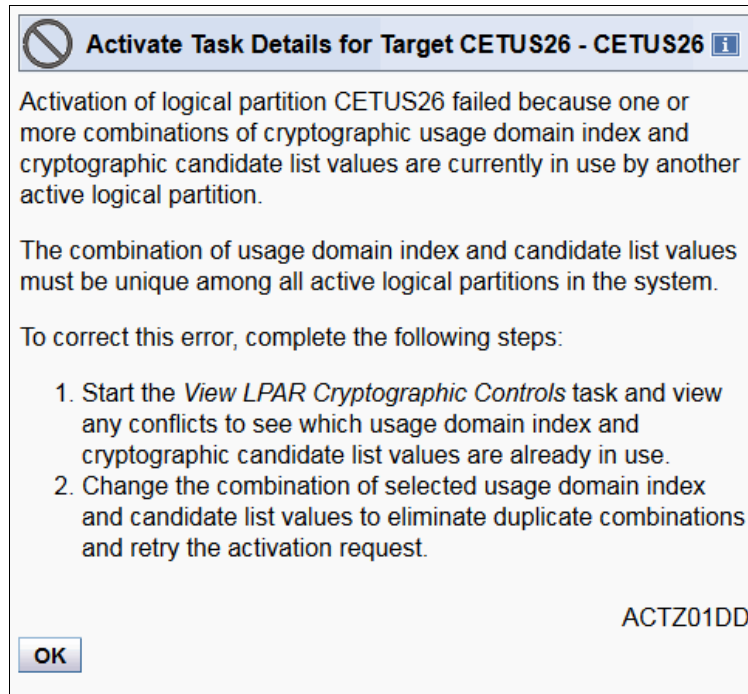 Activate Task Details for Target CETUS26 - CETUS26 i
Activation of logical partition CETUS26 failed because one or
more combinations of cryptographic usage domain index and
cryptographic candidate list values are currently in use by another
active logical partition.
The combination of usage domain index and candidate list values
must be unique among all active logical partitions in the system.
To correct this error, complete the following steps:
1. Start the View LPAR Cryptographic Controls task and view
any conflicts to see which usage domain index and
cryptographic candidate list values are already in use.
2. Change the combination of selected usage domain index
and candidate list values to eliminate duplicate combinations
and retry the activation request.
ACTZ01DD
OK